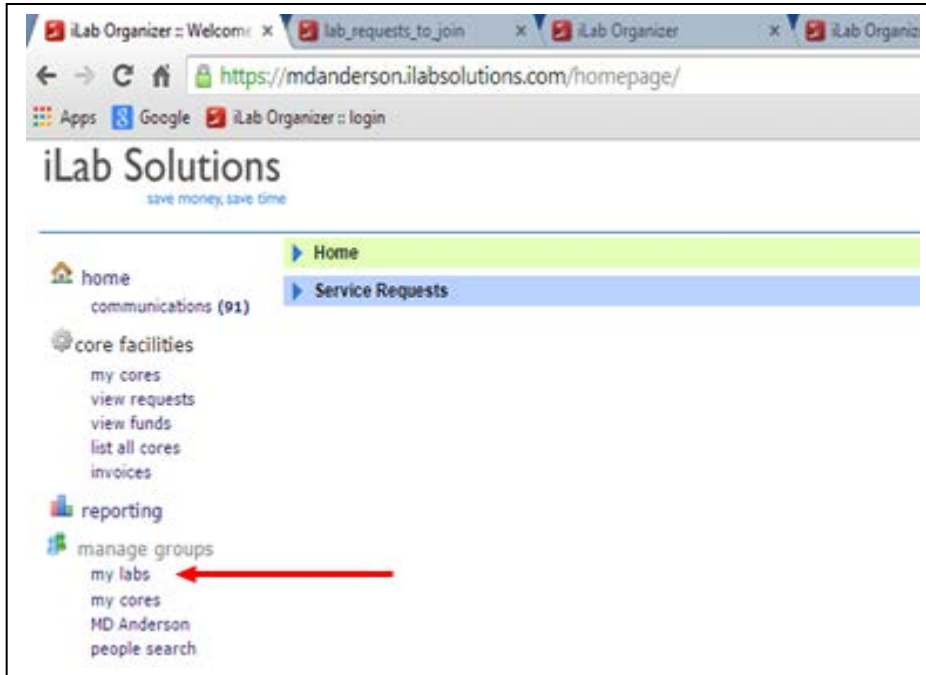 iLab Organizer :: Welcom
lab_requests_to_join
iLab Organizer
iLab Organiz
https://mdanderson.ilabsolutions.com/homepage/
Apps Google iLab Organizer :: login
iLab Solutions
save money, save time
Home
Service Requests
home
communications (91)
core facilities
my cores
view requests
view funds
list all cores
invoices
reporting
manage groups
my labs
my cores
MD Anderson
people search